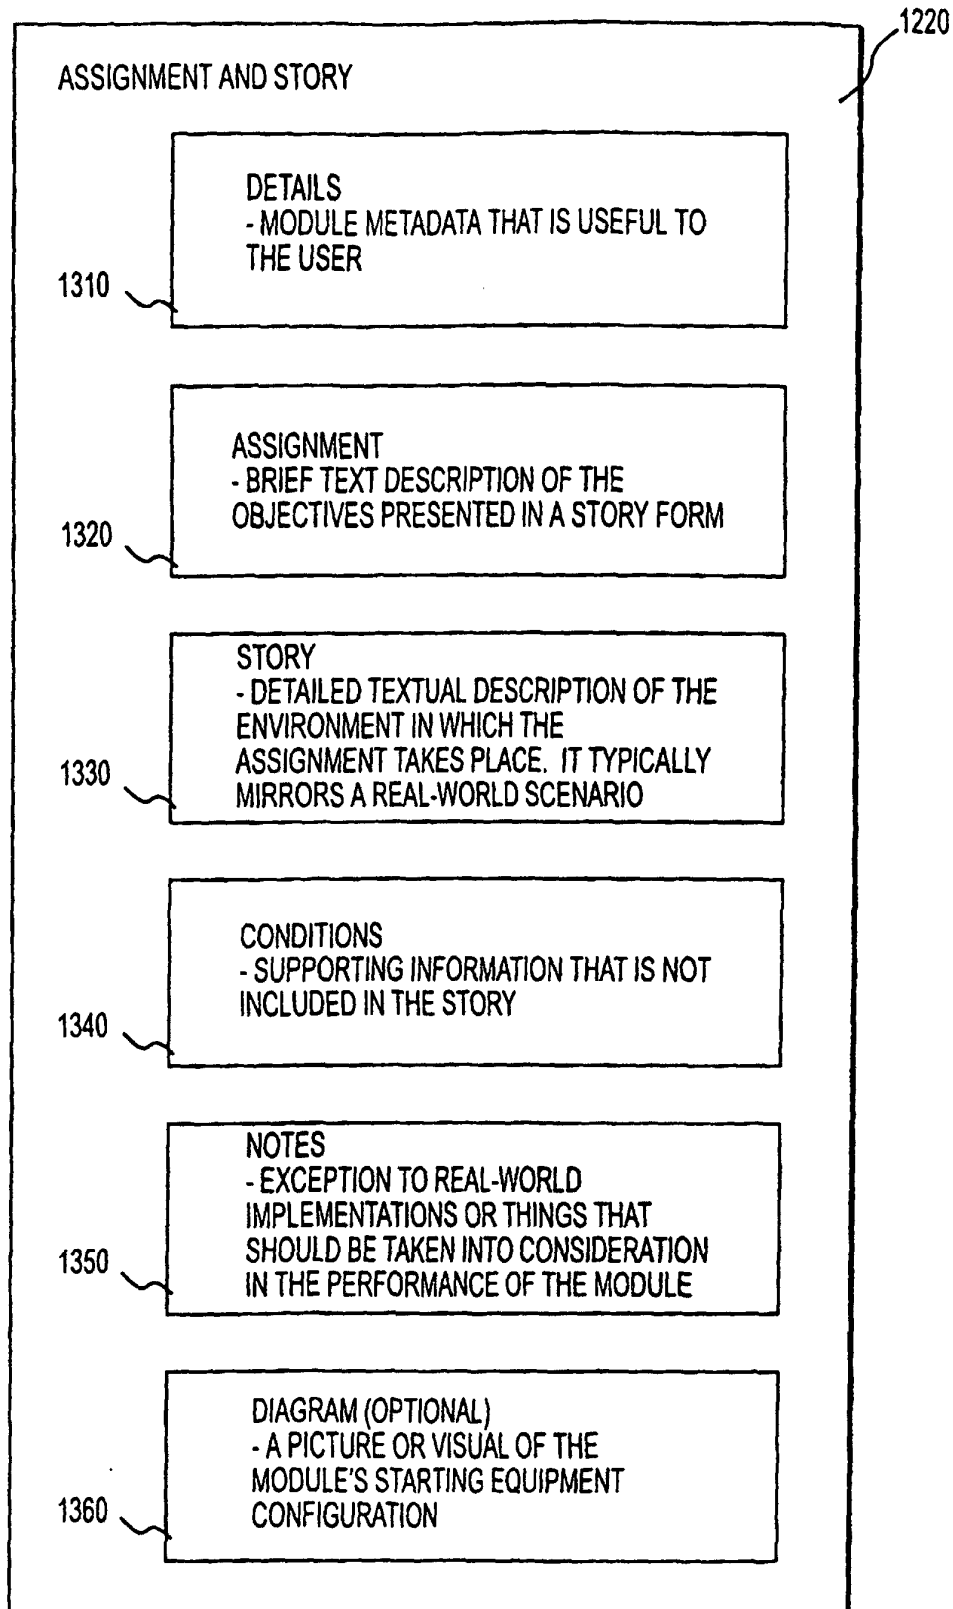 1220
ASSIGNMENT AND STORY
DETAILS
- MODULE METADATA THAT IS USEFUL TO
THE USER
1310
ASSIGNMENT
- BRIEF TEXT DESCRIPTION OF THE
OBJECTIVES PRESENTED IN A STORY FORM
1320
STORY
- DETAILED TEXTUAL DESCRIPTION OF THE
ENVIRONMENT IN WHICH THE
ASSIGNMENT TAKES PLACE. IT TYPICALLY
MIRRORS A REAL-WORLD SCENARIO
1330
CONDITIONS
- SUPPORTING INFORMATION THAT IS NOT
INCLUDED IN THE STORY
1340
NOTES
- EXCEPTION TO REAL-WORLD
IMPLEMENTATIONS OR THINGS THAT
SHOULD BE TAKEN INTO CONSIDERATION
IN THE PERFORMANCE OF THE MODULE
1350
DIAGRAM (OPTIONAL)
- A PICTURE OR VISUAL OF THE
MODULE'S STARTING EQUIPMENT
CONFIGURATION
1360